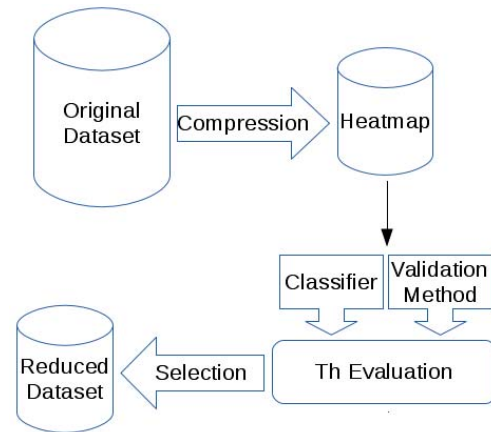 Original
Dataset
Compression
Heatmap
Classifier
Validation
Method
Th Evaluation
Selection
Reduced
Dataset